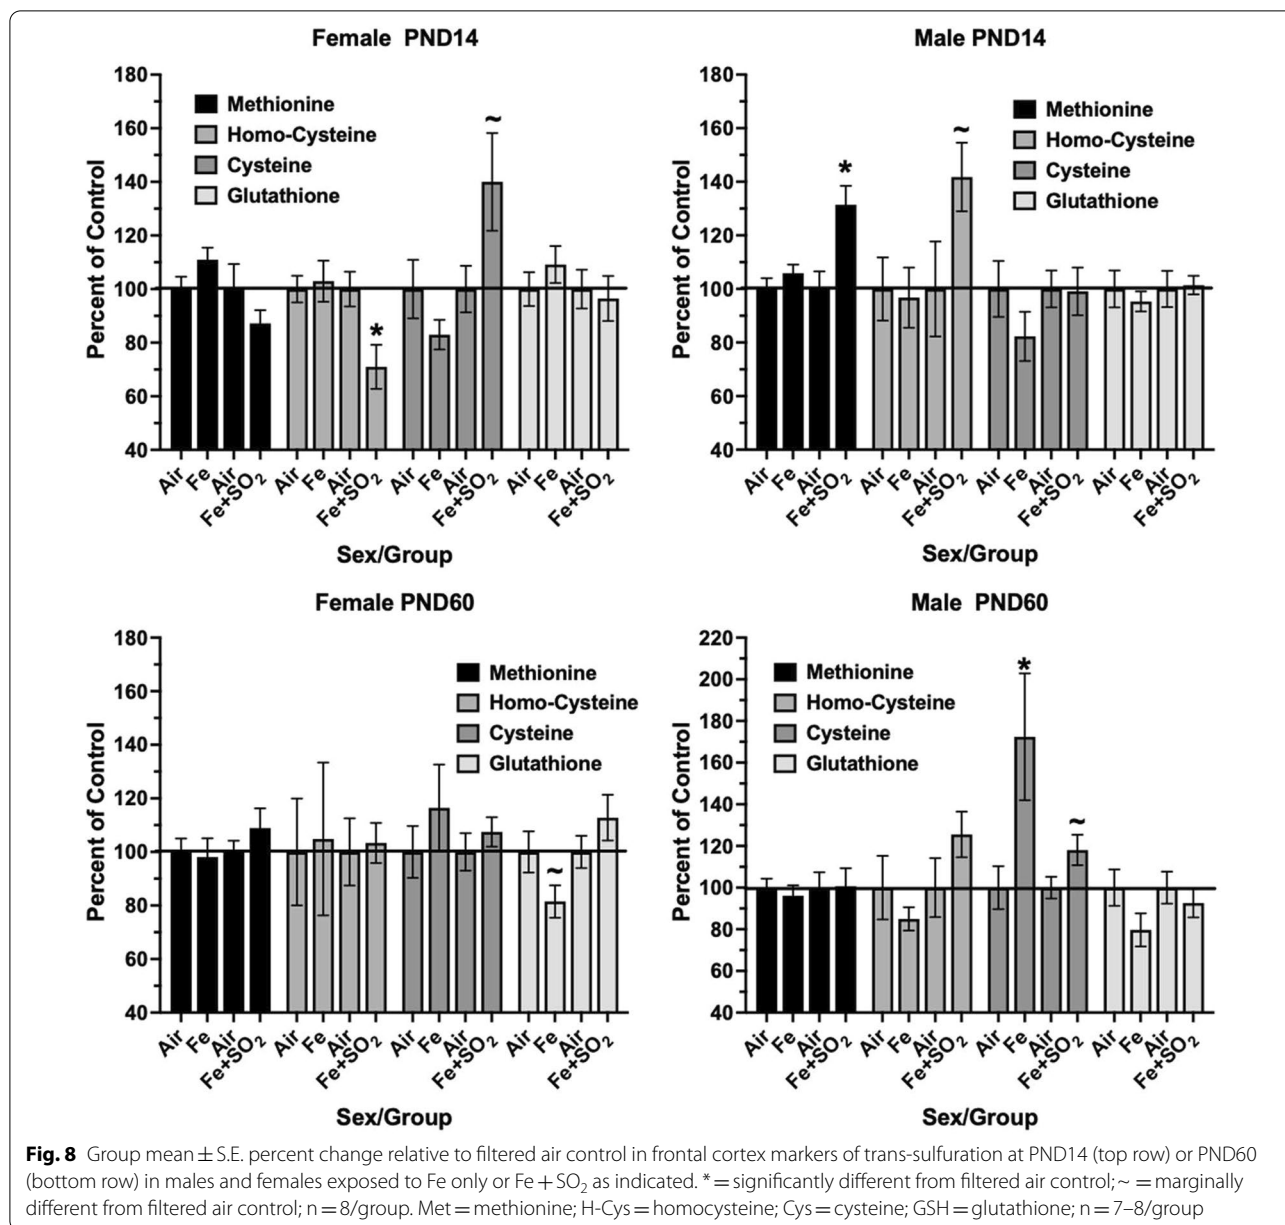 Female PND14
180
160
140
120
100
80
60
40
Percent of Control
Methionine
Homo-Cysteine
Cysteine
Glutathione
*
~
Air Fe Air Fe+SO2 Air Fe Air Fe+SO2 Air Fe Air Fe+SO2 Air Fe Air Fe+SO2
Sex/Group
Male PND14
180
160
140
120
100
80
60
40
Percent of Control
Methionine
Homo-Cysteine
Cysteine
Glutathione
*
~
Air Fe Air Fe+SO2 Air Fe Air Fe+SO2 Air Fe Air Fe+SO2 Air Fe Air Fe+SO2
Sex/Group
Female PND60
180
160
140
120
100
80
60
40
Percent of Control
Methionine
Homo-Cysteine
Cysteine
Glutathione
~
Air Fe Air Fe+SO2 Air Fe Air Fe+SO2 Air Fe Air Fe+SO2 Air Fe Air Fe+SO2
Sex/Group
Male PND60
220
200
180
160
140
120
100
80
60
40
Percent of Control
Methionine
Homo-Cysteine
Cysteine
Glutathione
*
~
Air Fe Air Fe+SO2 Air Fe Air Fe+SO2 Air Fe Air Fe+SO2 Air Fe Air Fe+SO2
Sex/Group
Fig. 8 Group mean ± S.E. percent change relative to filtered air control in frontal cortex markers of trans-sulfuration at PND14 (top row) or PND60
(bottom row) in males and females exposed to Fe only or Fe + SO2 as indicated. * = significantly different from filtered air control; ~ = marginally
different from filtered air control; n = 8/group. Met = methionine; H-Cys = homocysteine; Cys = cysteine; GSH = glutathione; n = 7–8/group